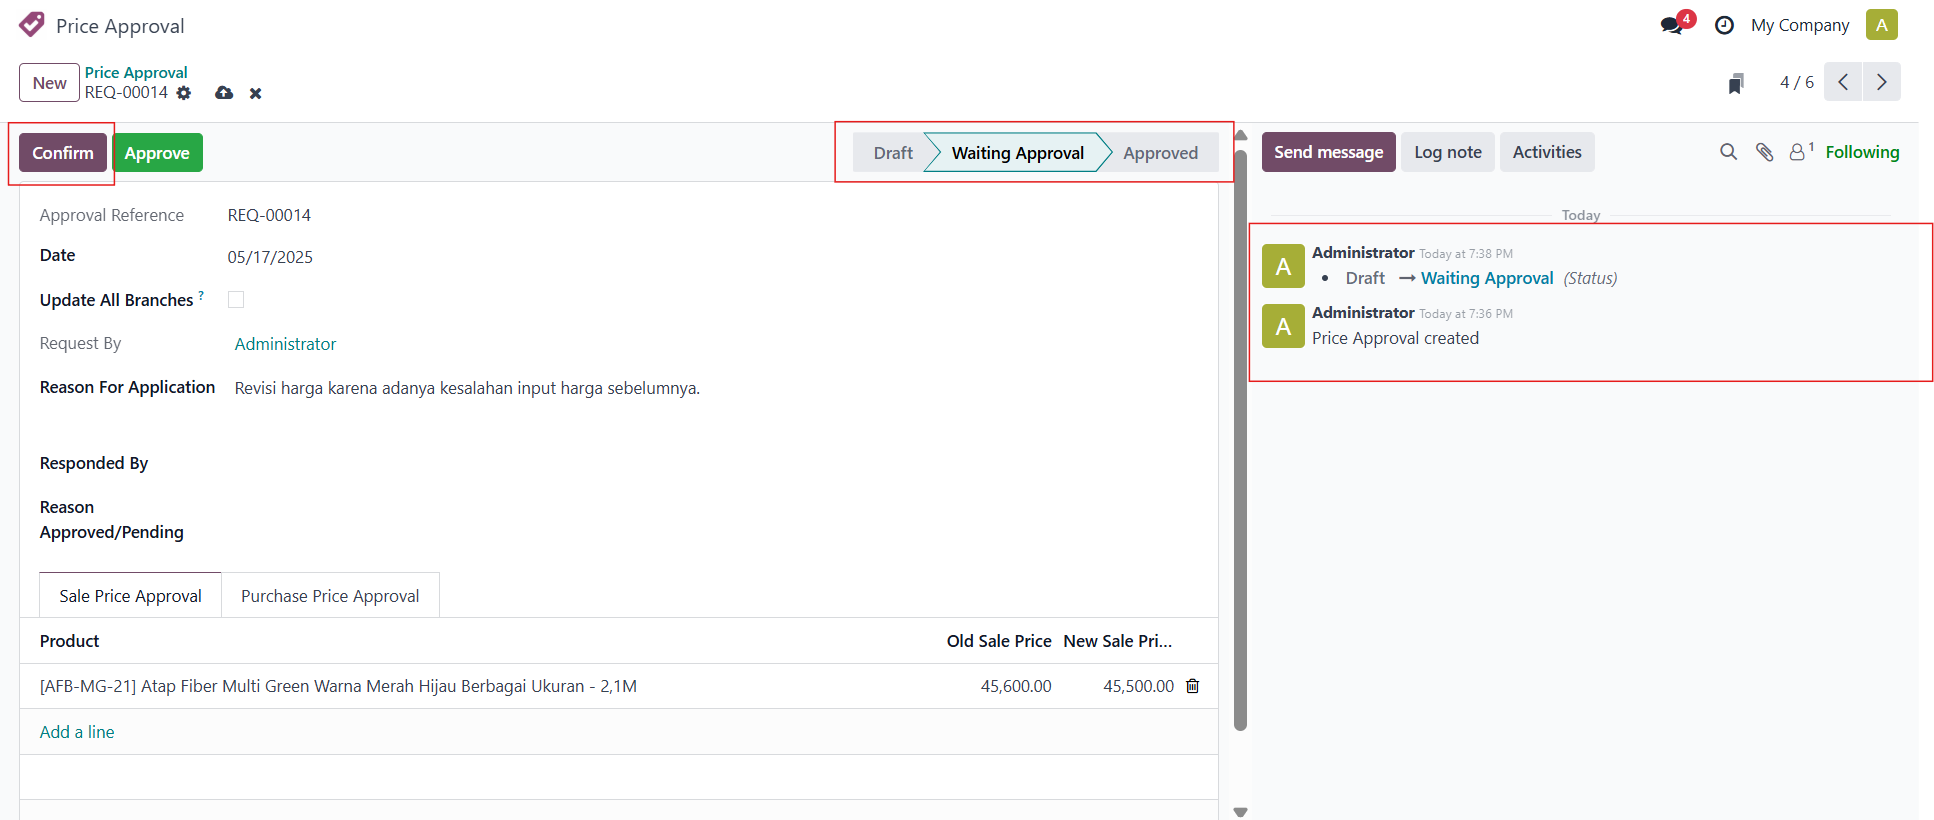 Price Approval
4
My Company
A
New
Price Approval
REQ-00014
4 / 6
Confirm
Approve
Draft
Waiting Approval
Approved
Send message
Log note
Activities
1
Following
Approval Reference
REQ-00014
Date
05/17/2025
Update All Branches ?
Request By
Administrator
Reason For Application
Revisi harga karena adanya kesalahan input harga sebelumnya.
Responded By
Reason
Approved/Pending
Sale Price Approval
Purchase Price Approval
Product
Old Sale Price
New Sale Pri...
[AFB-MG-21] Atap Fiber Multi Green Warna Merah Hijau Berbagai Ukuran - 2,1M
45,600.00
45,500.00
Add a line
Today
A
Administrator Today at 7:38 PM
• Draft → Waiting Approval (Status)
A
Administrator Today at 7:36 PM
Price Approval created